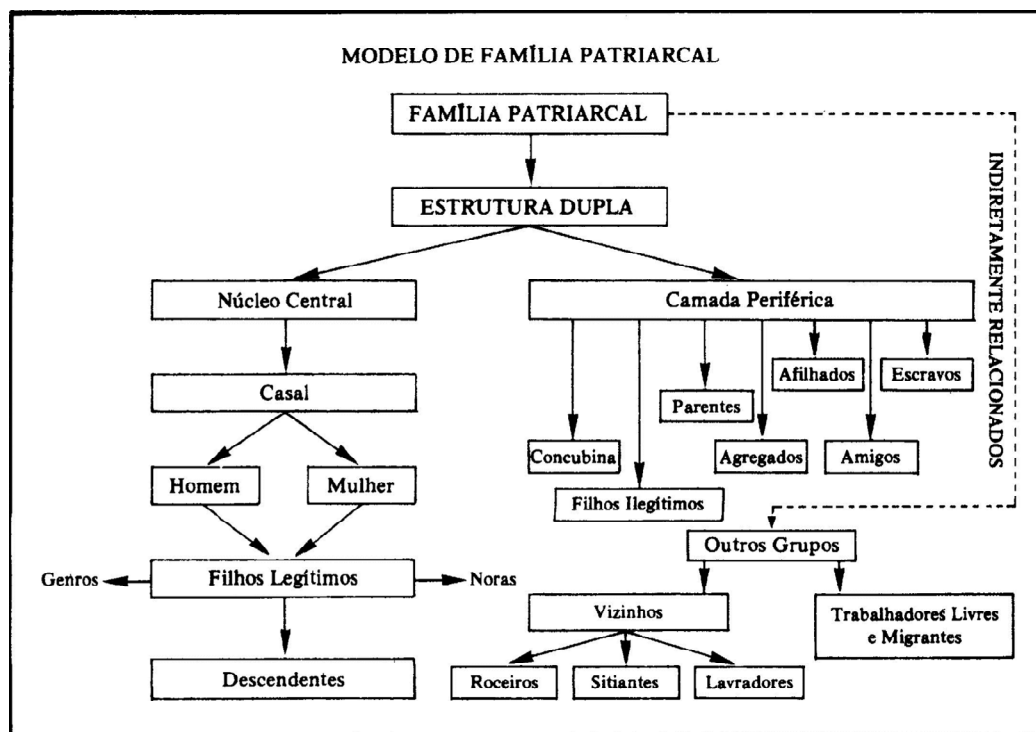 MODELO DE FAMÍLIA PATRIARCAL
FAMÍLIA PATRIARCAL
INDIRETAMENTE RELACIONADOS
ESTRUTURA DUPLA
Núcleo Central
Camada Periférica
Casal
Homem
Mulher
Genros
Filhos Legítimos
Noras
Descendentes
Afilhados
Escravos
Parentes
Concubina
Agregados
Amigos
Filhos Ilegítimos
Outros Grupos
Vizinhos
Trabalhadores Livres
e Migrantes
Roceiros
Sitiantes
Lavradores